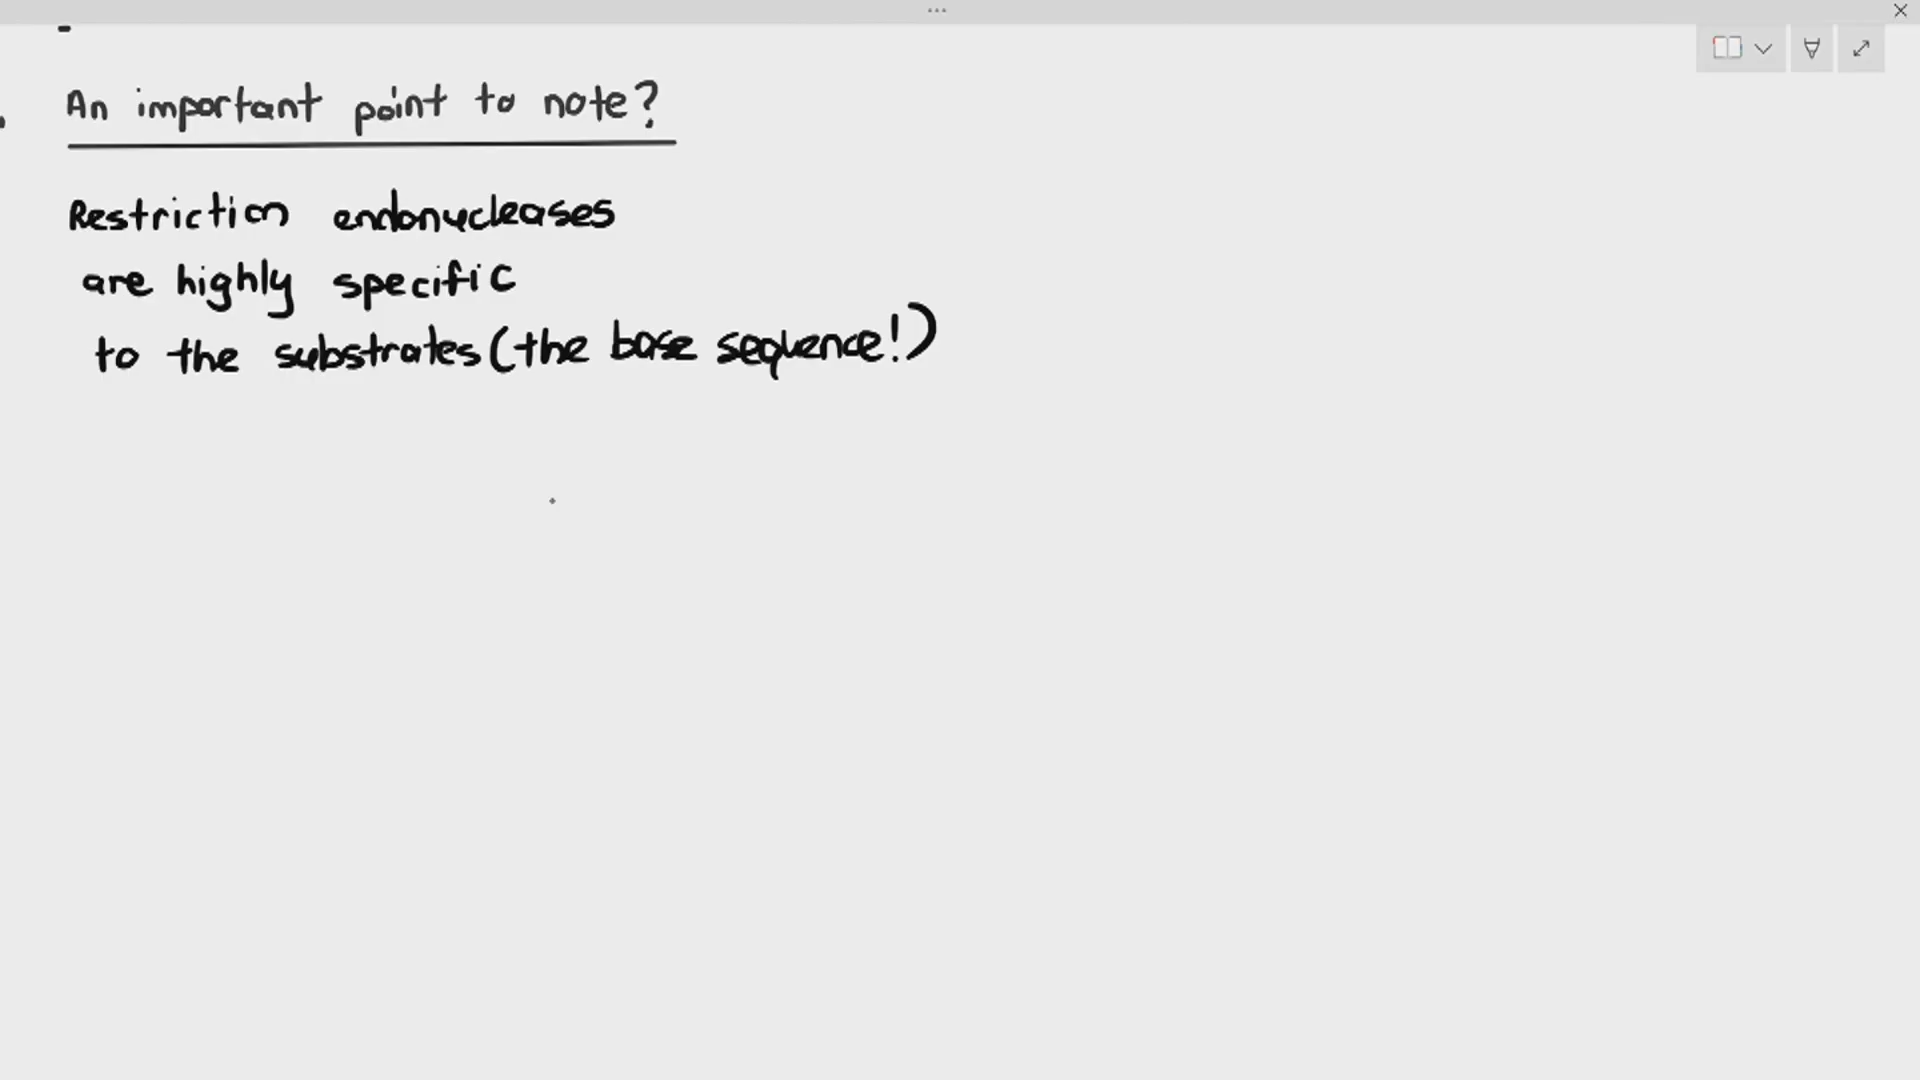 An important point to note?
Restriction endonucleases
are highly specific
to the substrates (the base sequence!)